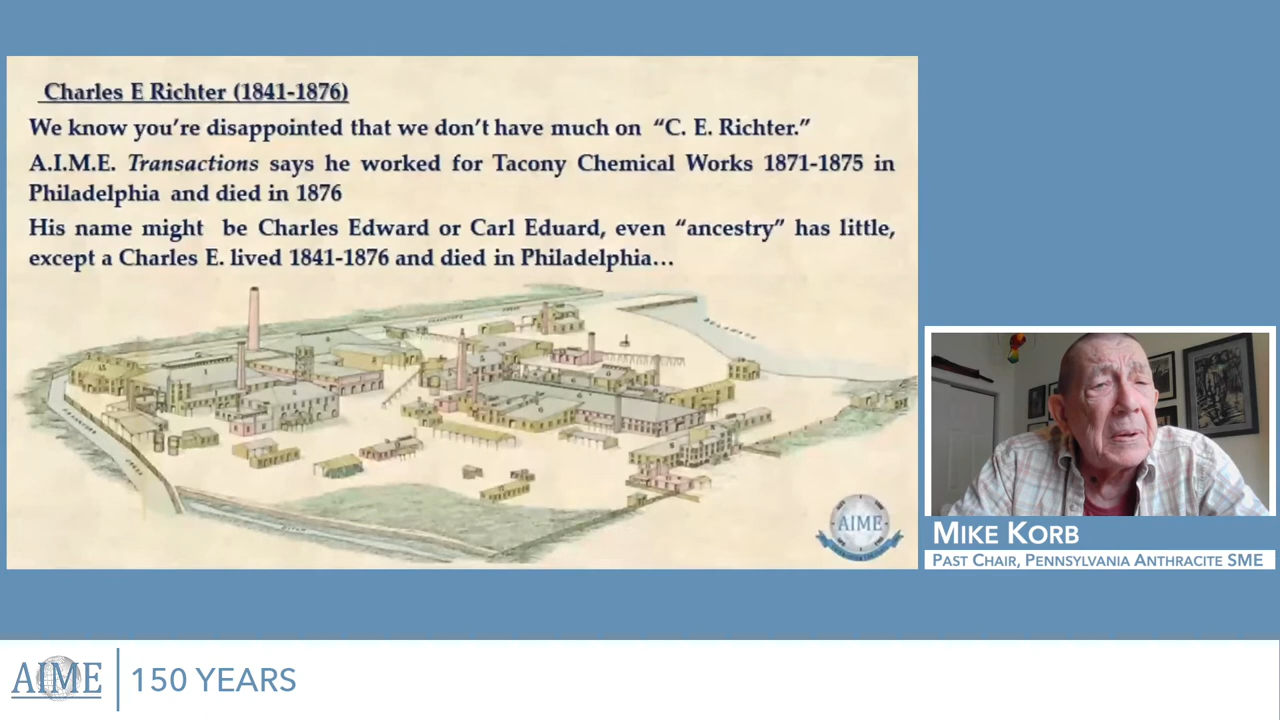 Charles E Richter (1841-1876)
We know you're disappointed that we don't have much on "C. E. Richter."
A.I.M.E. Transactions says he worked for Tacony Chemical Works 1871-1875 in
Philadelphia and died in 1876
His name might be Charles Edward or Carl Eduard, even "ancestry" has little,
except a Charles E. lived 1841-1876 and died in Philadelphia…
AIME
MIKE KORB
PAST CHAIR, PENNSYLVANIA ANTHRACITE SME
AIME
150 YEARS